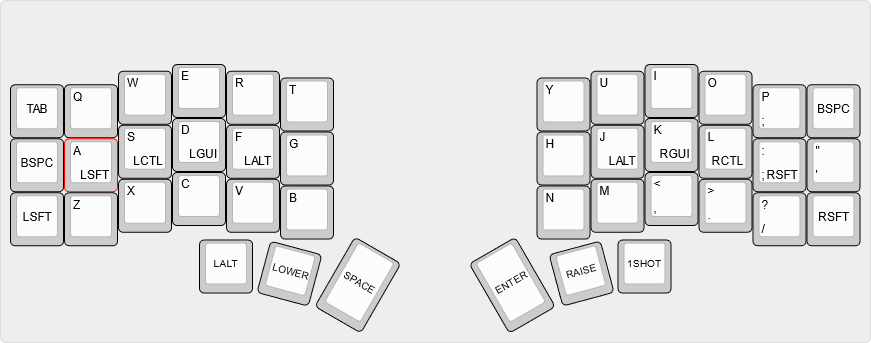 TAB
Q
W
E
R
T
Y
U
I
O
P
;
BSPC
BSPC
A
LSFT
S
LCTL
D
LGUI
F
LALT
G
H
J
LALT
K
RGUI
L
RCTL
:
; RSFT
"
'
LSFT
Z
X
C
V
B
N
M
<
,
>
.
?
/
RSFT
LALT
LOWER
SPACE
ENTER
RAISE
1SHOT